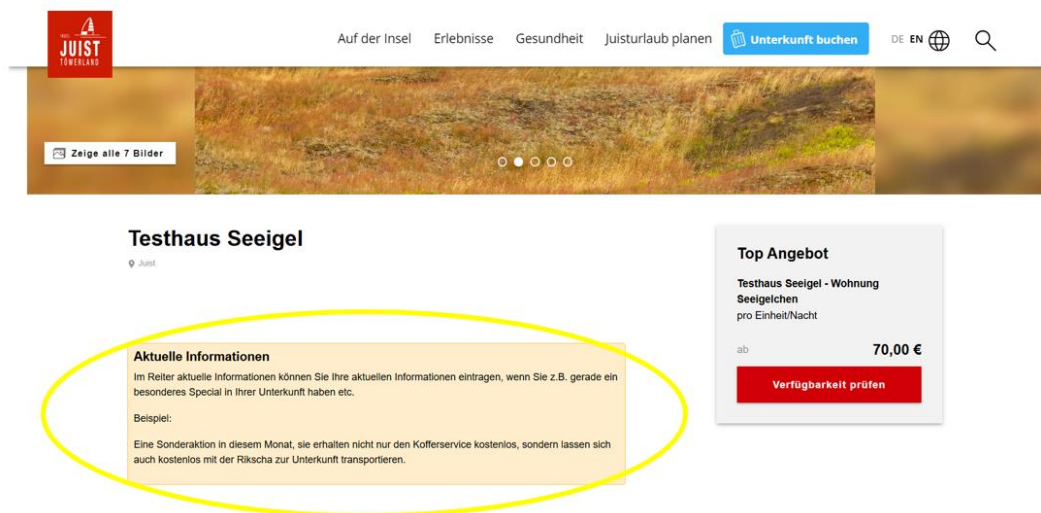 INSEL
JUIST
TÖWERLAND
Auf der Insel Erlebnisse Gesundheit Juisturlaub planen Unterkunft buchen DE EN
Zeige alle 7 Bilder
Testhaus Seeigel
Juist
Aktuelle Informationen
Im Reiter aktuelle Informationen können Sie Ihre aktuellen Informationen eintragen, wenn Sie z.B. gerade ein
besonderes Special in Ihrer Unterkunft haben etc.
Beispiel:
Eine Sonderaktion in diesem Monat, sie erhalten nicht nur den Kofferservice kostenlos, sondern lassen sich
auch kostenlos mit der Rikscha zur Unterkunft transportieren.
Top Angebot
Testhaus Seeigel - Wohnung
Seeigelchen
pro Einheit/Nacht
ab 70,00 €
Verfügbarkeit prüfen